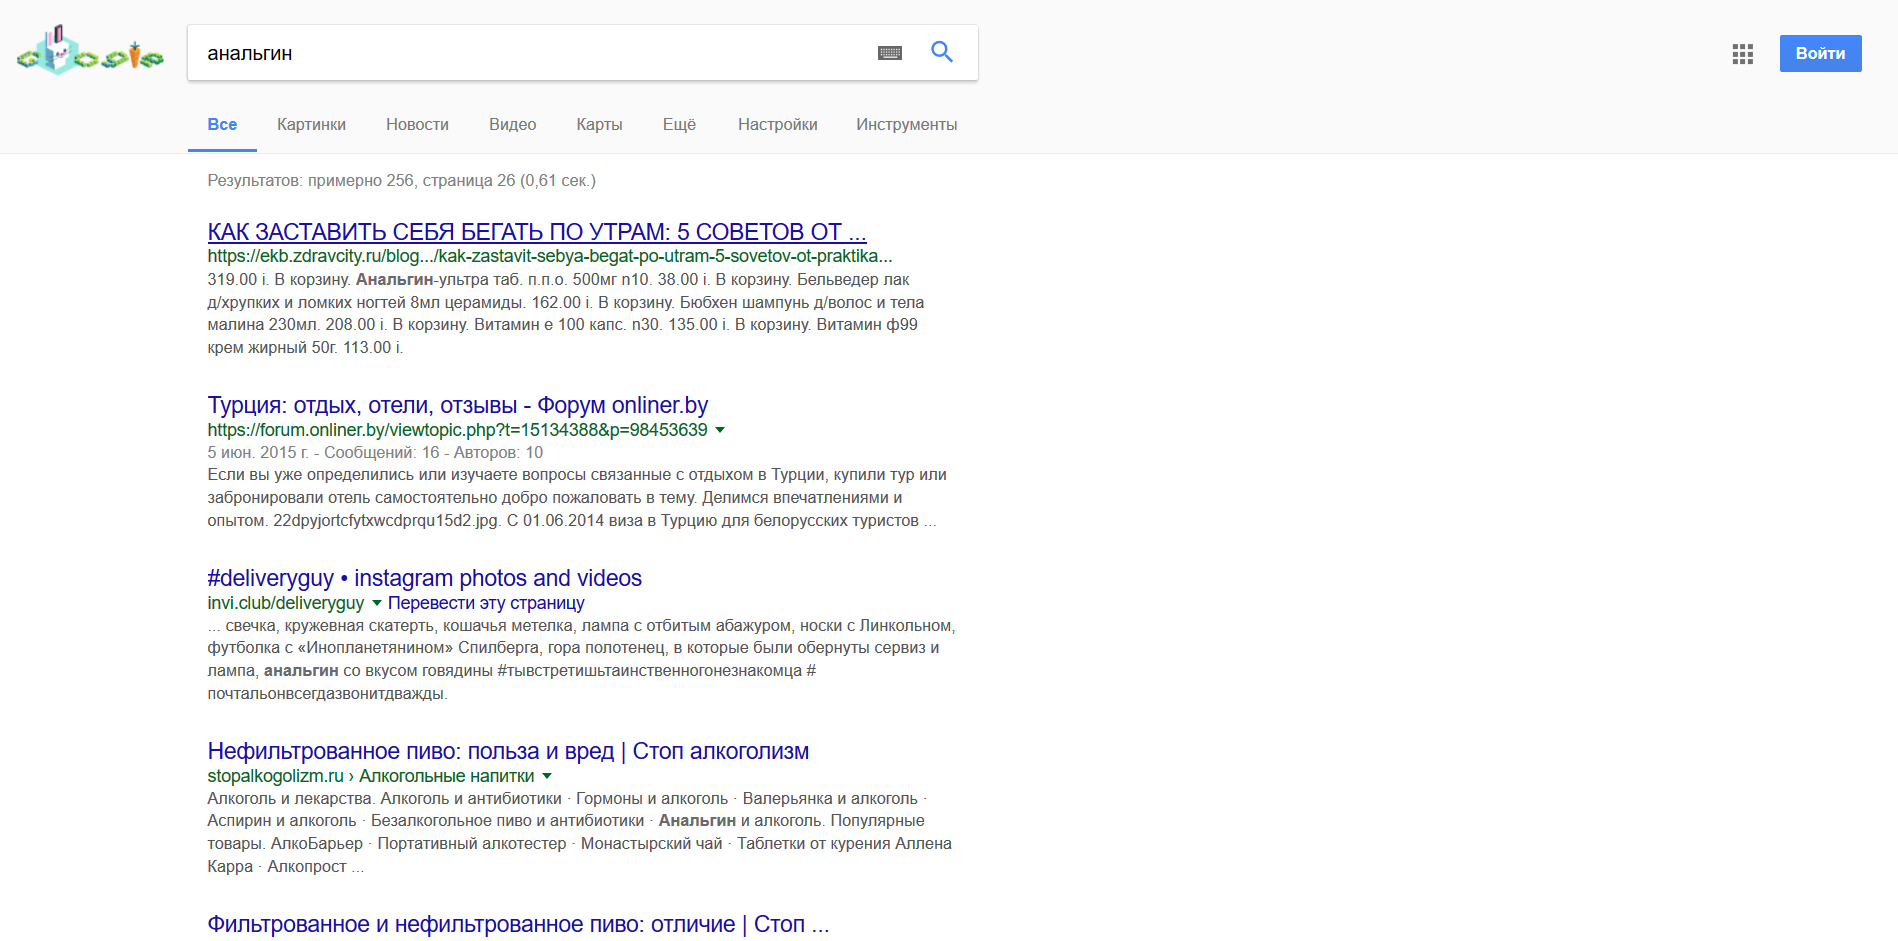 анальгин
Войти
Все Картинки Новости Видео Карты Ещё Настройки Инструменты
Результатов: примерно 256, страница 26 (0,61 сек.)
КАК ЗАСТАВИТЬ СЕБЯ БЕГАТЬ ПО УТРАМ: 5 СОВЕТОВ ОТ ...
https://ekb.zdravcity.ru/blog.../kak-zastavit-sebya-begat-po-utram-5-sovetov-ot-praktika...
319.00 i. В корзину. Анальгин-ультра таб. п.п.о. 500мг n10. 38.00 i. В корзину. Бельведер лак
д/хрупких и ломких ногтей 8мл церамиды. 162.00 i. В корзину. Бюбхен шампунь д/волос и тела
малина 230мл. 208.00 i. В корзину. Витамин е 100 капс. n30. 135.00 i. В корзину. Витамин ф99
крем жирный 50г. 113.00 i.
Турция: отдых, отели, отзывы - Форум onliner.by
https://forum.onliner.by/viewtopic.php?t=15134388&p=98453639
5 июн. 2015 г. - Сообщений: 16 - Авторов: 10
Если вы уже определились или изучаете вопросы связанные с отдыхом в Турции, купили тур или
забронировали отель самостоятельно добро пожаловать в тему. Делимся впечатлениями и
опытом. 22dpyjortcfytxwcdprqu15d2.jpg. С 01.06.2014 виза в Турцию для белорусских туристов ...
#deliveryguy • instagram photos and videos
invi.club/deliveryguy Перевести эту страницу
... свечка, кружевная скатерть, кошачья метелка, лампа с отбитым абажуром, носки с Линкольном,
футболка с «Инопланетянином» Спилберга, гора полотенец, в которые были обернуты сервиз и
лампа, анальгин со вкусом говядины #тывстретишьтаинственногонезнакомца #
почтальонвсегдазвонитдважды.
Нефильтрованное пиво: польза и вред | Стоп алкоголизм
stopalkogolizm.ru › Алкогольные напитки
Алкоголь и лекарства. Алкоголь и антибиотики · Гормоны и алкоголь · Валерьянка и алкоголь ·
Аспирин и алкоголь · Безалкогольное пиво и антибиотики · Анальгин и алкоголь. Популярные
товары. АлкоБарьер · Портативный алкотестер · Монастырский чай · Таблетки от курения Аллена
Карра · Алкопрост ...
Фильтрованное и нефильтрованное пиво: отличие | Стоп ...